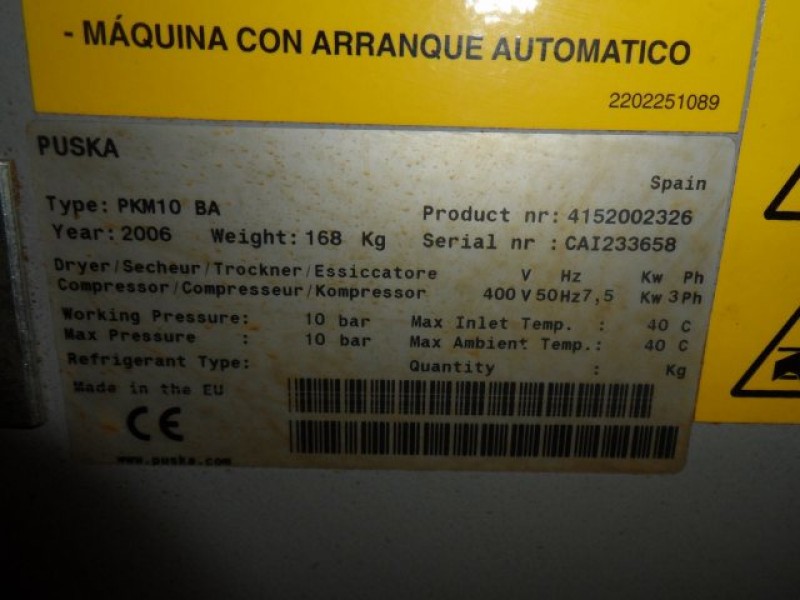 - MÁQUINA CON ARRANQUE AUTOMATICO
2202251089
PUSKA
Spain
Type: PKM10 BA Product nr: 4152002326
Year: 2006 Weight: 168 Kg Serial nr : CAI233658
Dryer/Secheur/Trockner/Essiccatore V Hz Kw Ph
Compressor/Compresseur/Kompressor 400 V 50Hz 7,5 Kw 3Ph
Working Pressure: 10 bar Max Inlet Temp. : 40 C
Max Pressure : 10 bar Max Ambient Temp.: 40 C
Refrigerant Type: Quantity : Kg
Made in the EU
CE
www.puska.com